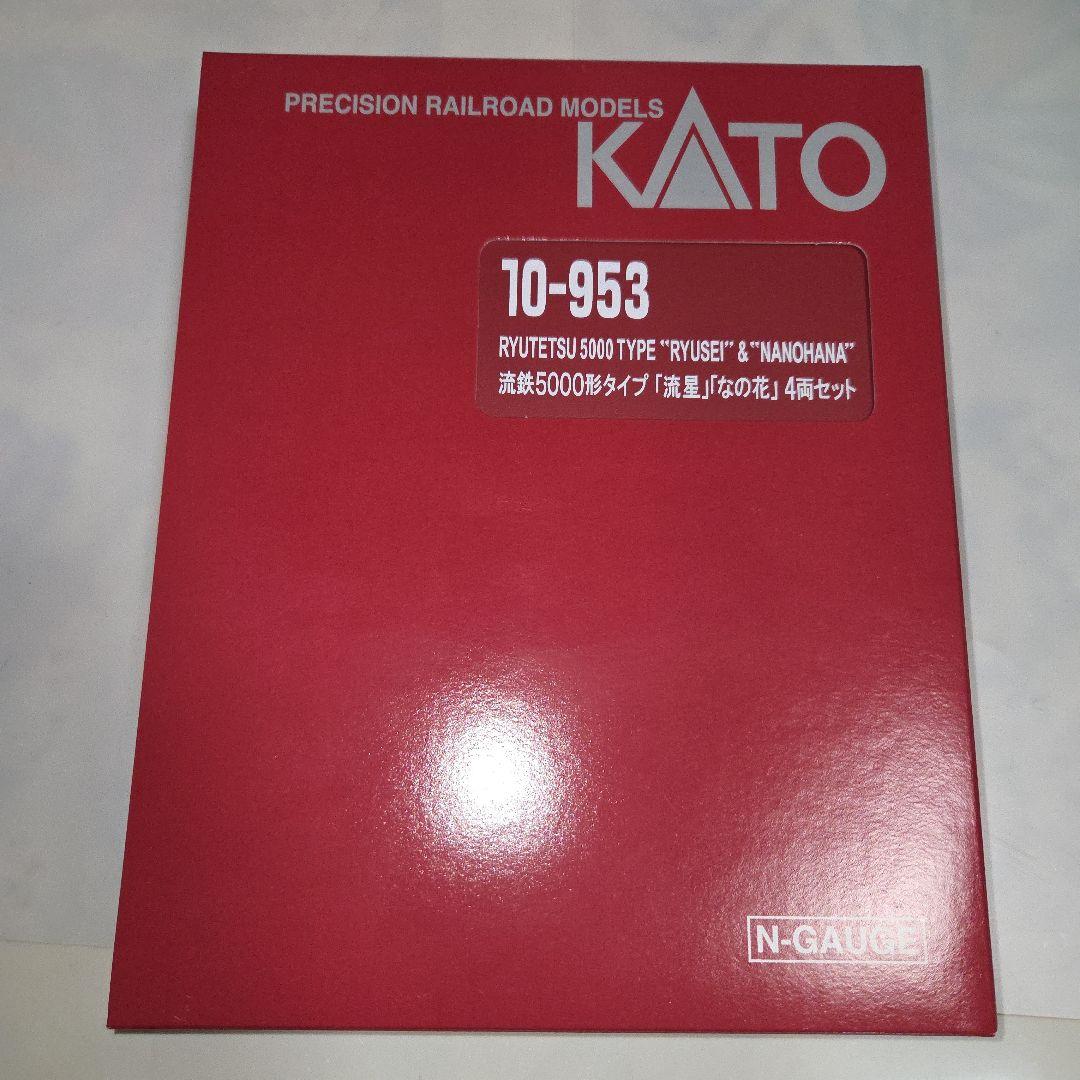 PRECISION RAILROAD MODELS
KATO
10-953
RYUTETSU 5000 TYPE “RYUSEI” & “NANOHANA”
流鉄5000形タイプ「流星」「なの花」4両セット
N-GAUGE